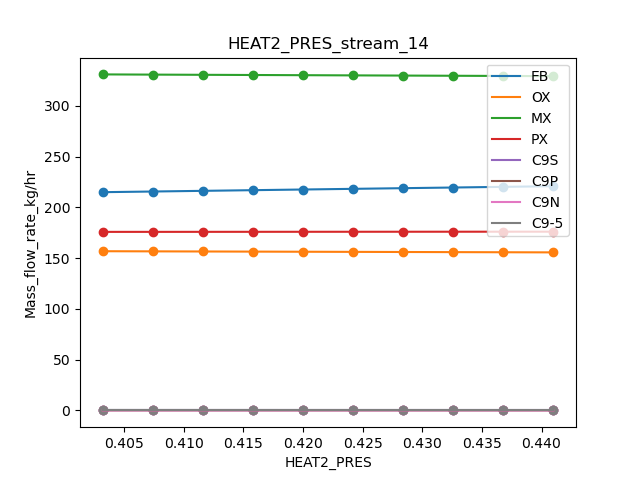 HEAT2_PRES_stream_14
Mass_flow_rate_kg/hr
300
250
200
150
100
50
0
EB
OX
MX
PX
C9S
C9P
C9N
C9-5
0.405 0.410 0.415 0.420 0.425 0.430 0.435 0.440
HEAT2_PRES